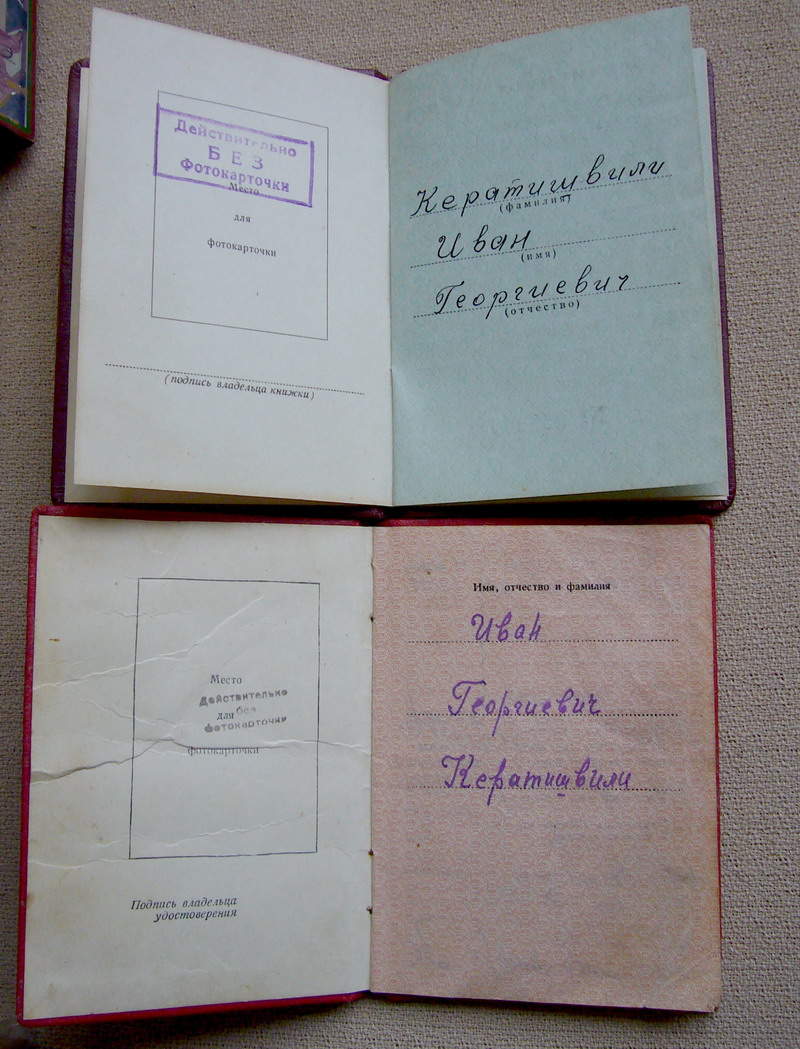 Действительно
БЕЗ
Фотокарточки
Место
для
фотокарточки
(подпись владельца книжки)
Кератишвили
(фамилия)
Иван
(имя)
Георгиевич
(отчество)
Место
Действительно
для без
фотокарточки
фотокарточки
Подпись владельца
удостоверения
Имя, отчество и фамилия
Иван
Георгиевич
Кератишвили